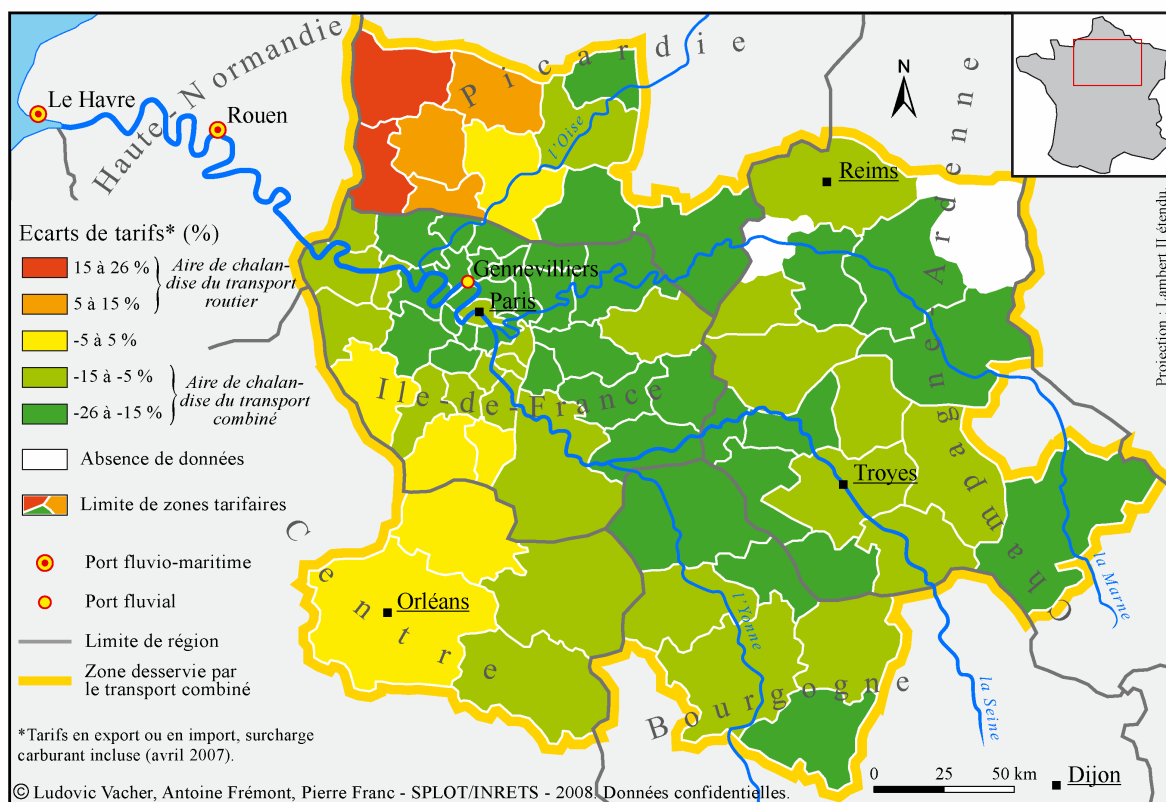 Le Havre
Rouen
Haute-Normandie
Picardie
l'Oise
N
Reims
Champagne Ardenne
Gennevilliers
Paris
Ile-de-France
Troyes
Centre
Orléans
l'Yonne
Bourgogne
la Seine
la Marne
Dijon
Ecarts de tarifs* (%)
15 à 26 %
5 à 15 %
Aire de chalan-
dise du transport
routier
-5 à 5 %
-15 à -5 %
-26 à -15 %
Aire de chalan-
dise du transport
combiné
Absence de données
Limite de zones tarifaires
Port fluvio-maritime
Port fluvial
Limite de région
Zone desservie par
le transport combiné
*Tarifs en export ou en import, surcharge
carburant incluse (avril 2007).
0 25 50 km
© Ludovic Vacher, Antoine Frémont, Pierre Franc - SPLOT/INRETS - 2008. Données confidentielles.
Projection : Lambert II étendu.